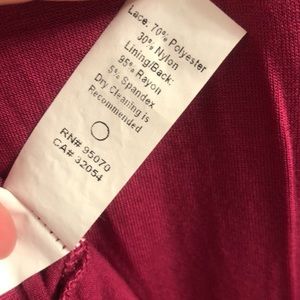 Lace: 70% Polyester
30% Nylon
Lining/Back:
95% Rayon
5% Spandex
Dry Cleaning is
Recommended
RN# 95070
CA# 32054